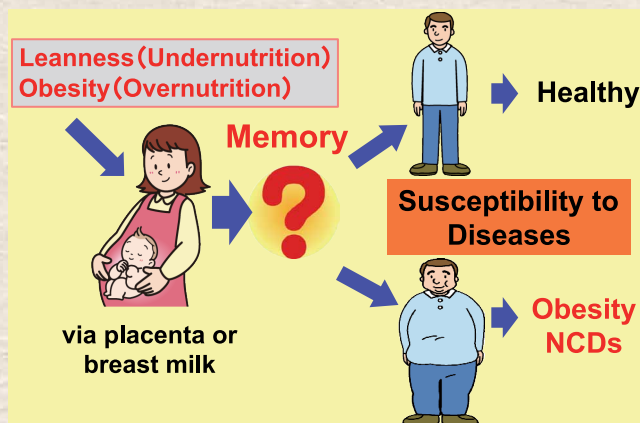 Leanness(Undernutrition)
Obesity(Overnutrition)
Memory
?
via placenta or
breast milk
Healthy
Susceptibility to
Diseases
Obesity
NCDs